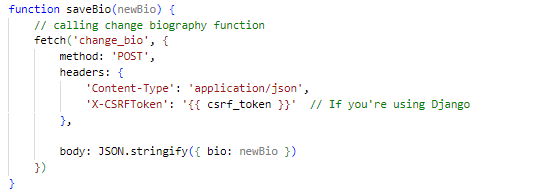 function saveBio(newBio) {
    // calling change biography function
    fetch('change_bio', {
        method: 'POST',
        headers: {
            'Content-Type': 'application/json',
            'X-CSRFToken': '{{ csrf_token }}'  // If you're using Django
        },

        body: JSON.stringify({ bio: newBio })
    })
}